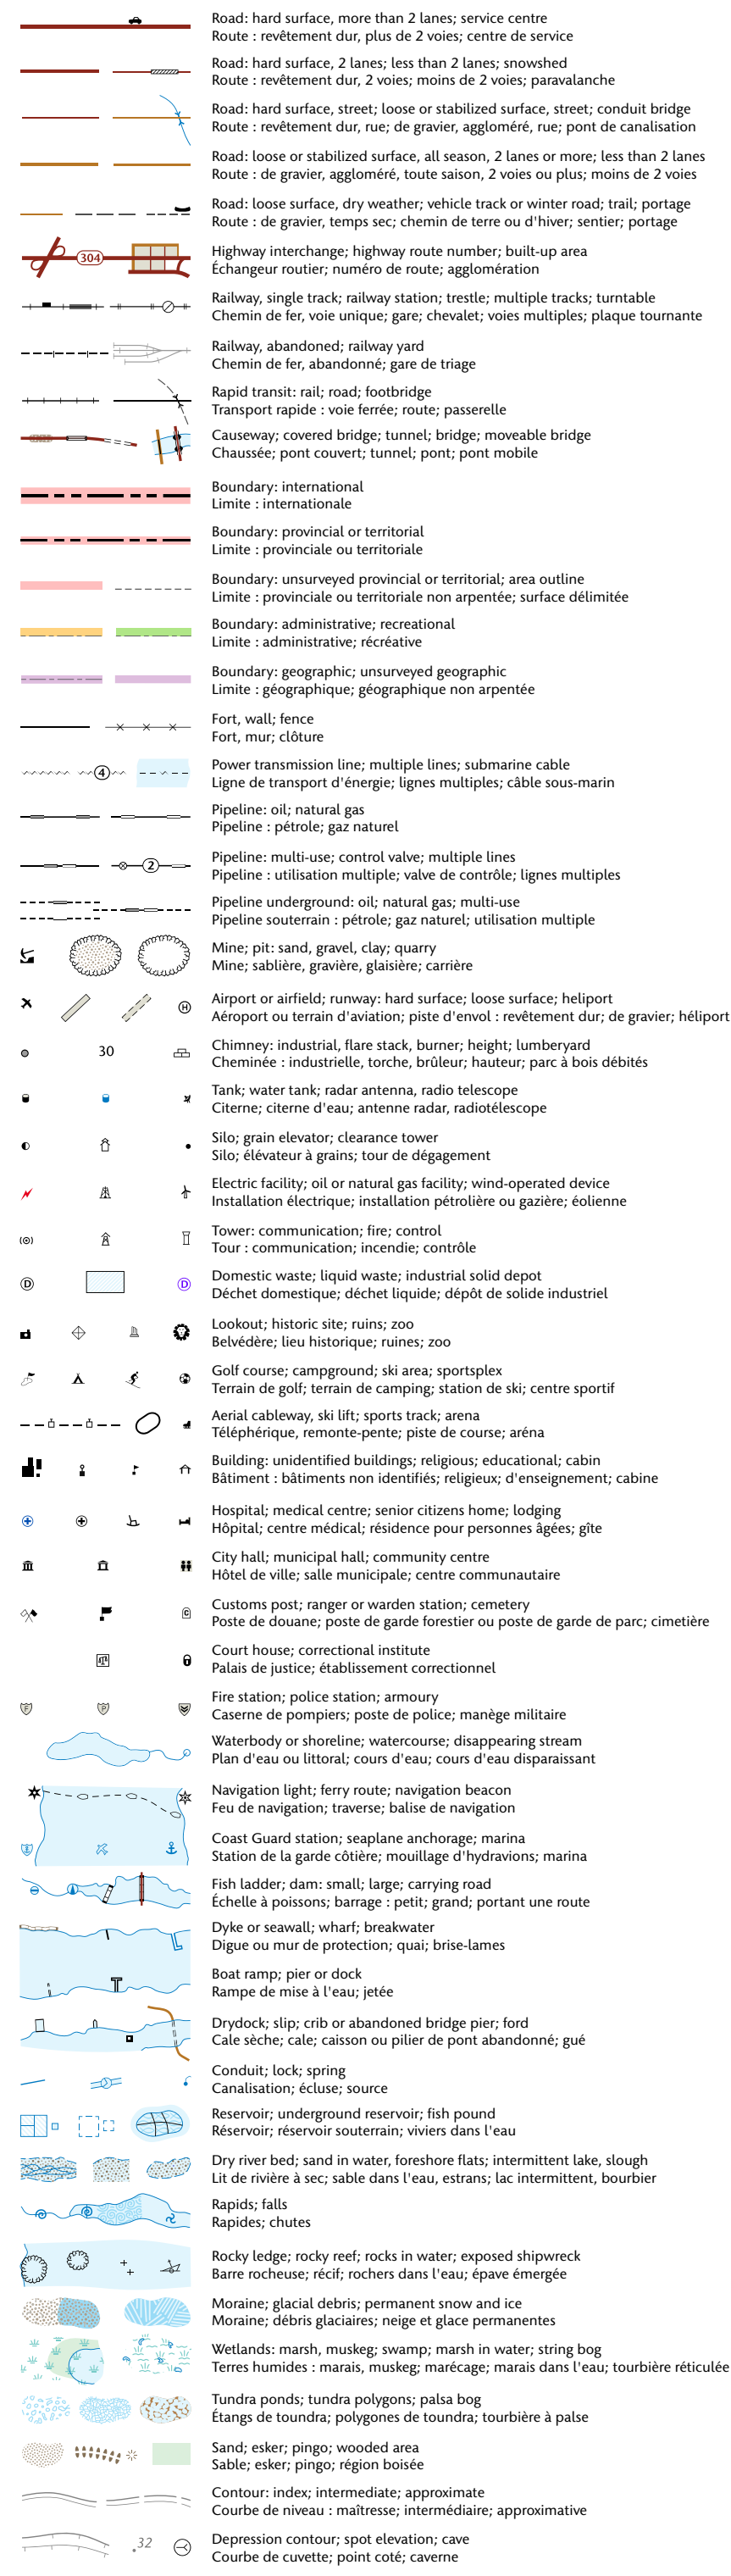 Road: hard surface, more than 2 lanes; service centre
Route : revêtement dur, plus de 2 voies; centre de service
Road: hard surface, 2 lanes; less than 2 lanes; snowshed
Route : revêtement dur, 2 voies; moins de 2 voies; paravalanche
Road: hard surface, street; loose or stabilized surface, street; conduit bridge
Route : revêtement dur, rue; de gravier, aggloméré, rue; pont de canalisation
Road: loose or stabilized surface, all season, 2 lanes or more; less than 2 lanes
Route : de gravier, aggloméré, toute saison, 2 voies ou plus; moins de 2 voies
Road: loose surface, dry weather; vehicle track or winter road; trail; portage
Route : de gravier, temps sec; chemin de terre ou d'hiver; sentier; portage
304
Highway interchange; highway route number; built-up area
Échangeur routier; numéro de route; agglomération
Railway, single track; railway station; trestle; multiple tracks; turntable
Chemin de fer, voie unique; gare; chevalet; voies multiples; plaque tournante
Railway, abandoned; railway yard
Chemin de fer, abandonné; gare de triage
Rapid transit: rail; road; footbridge
Transport rapide : voie ferrée; route; passerelle
Causeway; covered bridge; tunnel; bridge; moveable bridge
Chaussée; pont couvert; tunnel; pont; pont mobile
Boundary: international
Limite : internationale
Boundary: provincial or territorial
Limite : provinciale ou territoriale
Boundary: unsurveyed provincial or territorial; area outline
Limite : provinciale ou territoriale non arpentée; surface délimitée
Boundary: administrative; recreational
Limite : administrative; récréative
Boundary: geographic; unsurveyed geographic
Limite : géographique; géographique non arpentée
Fort, wall; fence
Fort, mur; clôture
4
Power transmission line; multiple lines; submarine cable
Ligne de transport d'énergie; lignes multiples; câble sous-marin
Pipeline: oil; natural gas
Pipeline : pétrole; gaz naturel
2
Pipeline: multi-use; control valve; multiple lines
Pipeline : utilisation multiple; valve de contrôle; lignes multiples
Pipeline underground: oil; natural gas; multi-use
Pipeline souterrain : pétrole; gaz naturel; utilisation multiple
Mine; pit: sand, gravel, clay; quarry
Mine; sablière, gravière, glaisière; carrière
H
Airport or airfield; runway: hard surface; loose surface; heliport
Aéroport ou terrain d'aviation; piste d'envol : revêtement dur; de gravier; héliport
30
Chimney: industrial, flare stack, burner; height; lumberyard
Cheminée : industrielle, torche, brûleur; hauteur; parc à bois débités
Tank; water tank; radar antenna, radio telescope
Citerne; citerne d'eau; antenne radar, radiotélescope
Silo; grain elevator; clearance tower
Silo; élévateur à grains; tour de dégagement
Electric facility; oil or natural gas facility; wind-operated device
Installation électrique; installation pétrolière ou gazière; éolienne
Tower: communication; fire; control
Tour : communication; incendie; contrôle
D D
Domestic waste; liquid waste; industrial solid depot
Déchet domestique; déchet liquide; dépôt de solide industriel
Lookout; historic site; ruins; zoo
Belvédère; lieu historique; ruines; zoo
Golf course; campground; ski area; sportsplex
Terrain de golf; terrain de camping; station de ski; centre sportif
Aerial cableway, ski lift; sports track; arena
Téléphérique, remonte-pente; piste de course; aréna
Building: unidentified buildings; religious; educational; cabin
Bâtiment : bâtiments non identifiés; religieux; d'enseignement; cabine
Hospital; medical centre; senior citizens home; lodging
Hôpital; centre médical; résidence pour personnes âgées; gîte
City hall; municipal hall; community centre
Hôtel de ville; salle municipale; centre communautaire
C
Customs post; ranger or warden station; cemetery
Poste de douane; poste de garde forestier ou poste de garde de parc; cimetière
Court house; correctional institute
Palais de justice; établissement correctionnel
F P
Fire station; police station; armoury
Caserne de pompiers; poste de police; manège militaire
Waterbody or shoreline; watercourse; disappearing stream
Plan d'eau ou littoral; cours d'eau; cours d'eau disparaissant
Navigation light; ferry route; navigation beacon
Feu de navigation; traverse; balise de navigation
Coast Guard station; seaplane anchorage; marina
Station de la garde côtière; mouillage d'hydravions; marina
Fish ladder; dam: small; large; carrying road
Échelle à poissons; barrage : petit; grand; portant une route
Dyke or seawall; wharf; breakwater
Digue ou mur de protection; quai; brise-lames
Boat ramp; pier or dock
Rampe de mise à l'eau; jetée
Drydock; slip; crib or abandoned bridge pier; ford
Cale sèche; cale; caisson ou pilier de pont abandonné; gué
Conduit; lock; spring
Canalisation; écluse; source
Reservoir; underground reservoir; fish pound
Réservoir; réservoir souterrain; viviers dans l'eau
Dry river bed; sand in water, foreshore flats; intermittent lake, slough
Lit de rivière à sec; sable dans l'eau, estrans; lac intermittent, bourbier
Rapids; falls
Rapides; chutes
Rocky ledge; rocky reef; rocks in water; exposed shipwreck
Barre rocheuse; récif; rochers dans l'eau; épave émergée
Moraine; glacial debris; permanent snow and ice
Moraine; débris glaciaires; neige et glace permanentes
Wetlands: marsh, muskeg; swamp; marsh in water; string bog
Terres humides : marais, muskeg; marécage; marais dans l'eau; tourbière réticulée
Tundra ponds; tundra polygons; palsa bog
Étangs de toundra; polygones de toundra; tourbière à palse
Sand; esker; pingo; wooded area
Sable; esker; pingo; région boisée
Contour: index; intermediate; approximate
Courbe de niveau : maîtresse; intermédiaire; approximative
.32
Depression contour; spot elevation; cave
Courbe de cuvette; point coté; caverne